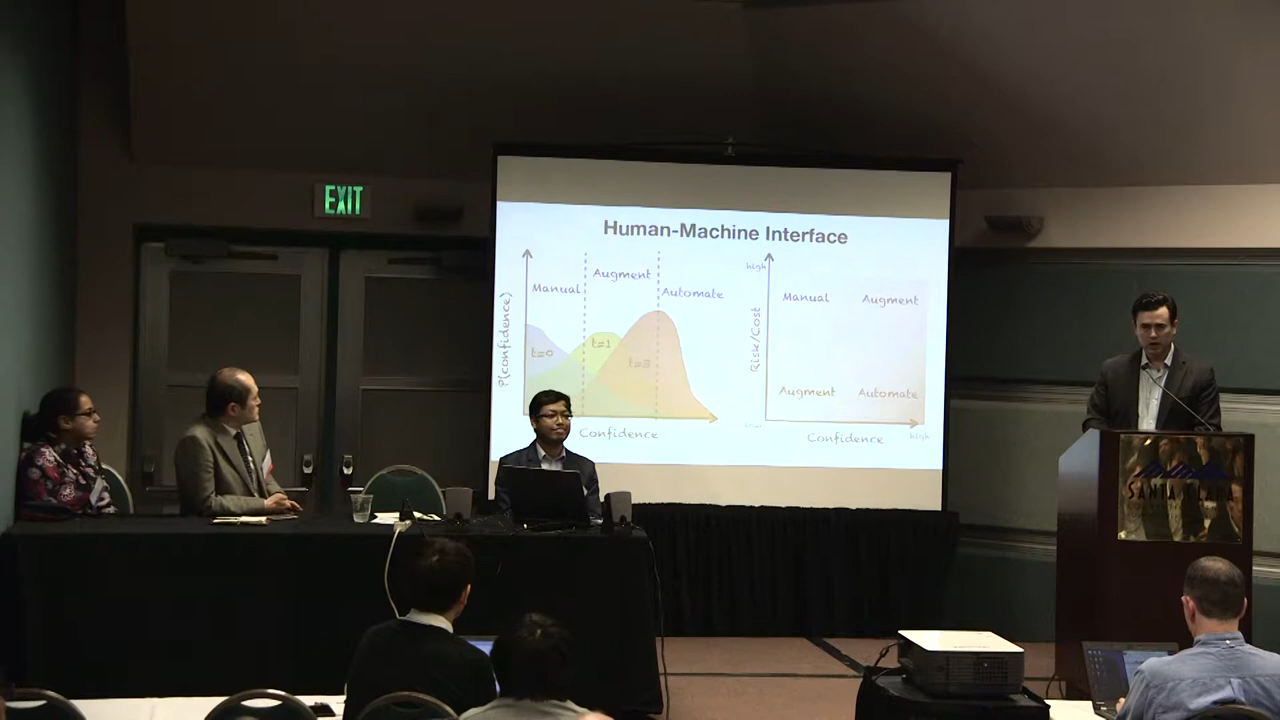 EXIT
Human-Machine Interface
P(confidence)
Manual
Augment
Automate
t=0
t=1
t=3
Confidence
high
Risk/Cost
Manual
Augment
Augment
Automate
low
Confidence
high
SANTA CLARA